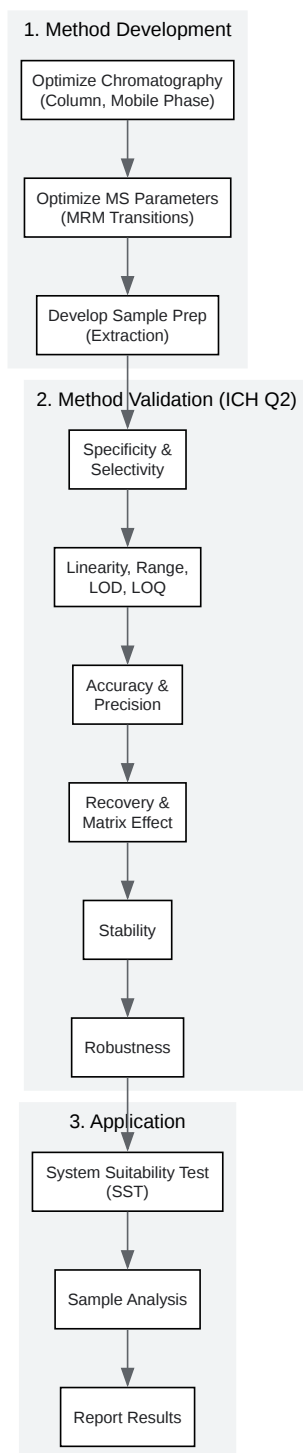 1. Method Development
Optimize Chromatography
(Column, Mobile Phase)
Optimize MS Parameters
(MRM Transitions)
Develop Sample Prep
(Extraction)
2. Method Validation (ICH Q2)
Specificity &
Selectivity
Linearity, Range,
LOD, LOQ
Accuracy &
Precision
Recovery &
Matrix Effect
Stability
Robustness
3. Application
System Suitability Test
(SST)
Sample Analysis
Report Results